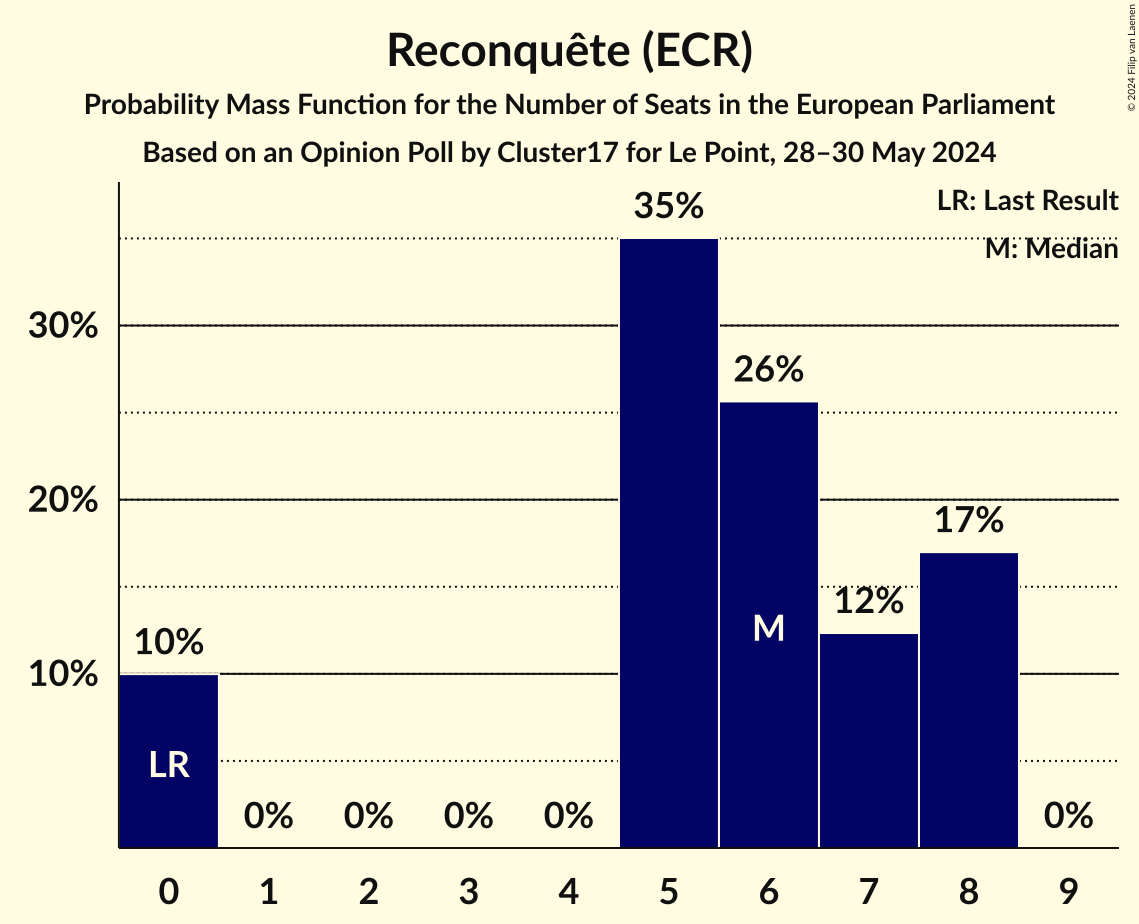 Reconquête (ECR)
Probability Mass Function for the Number of Seats in the European Parliament
Based on an Opinion Poll by Cluster17 for Le Point, 28–30 May 2024
© 2024 Filip van Laenen
LR: Last Result
M: Median
30%
20%
10%
10%
0%
0%
0%
0%
35%
26%
12%
17%
0%
LR
M
0 1 2 3 4 5 6 7 8 9